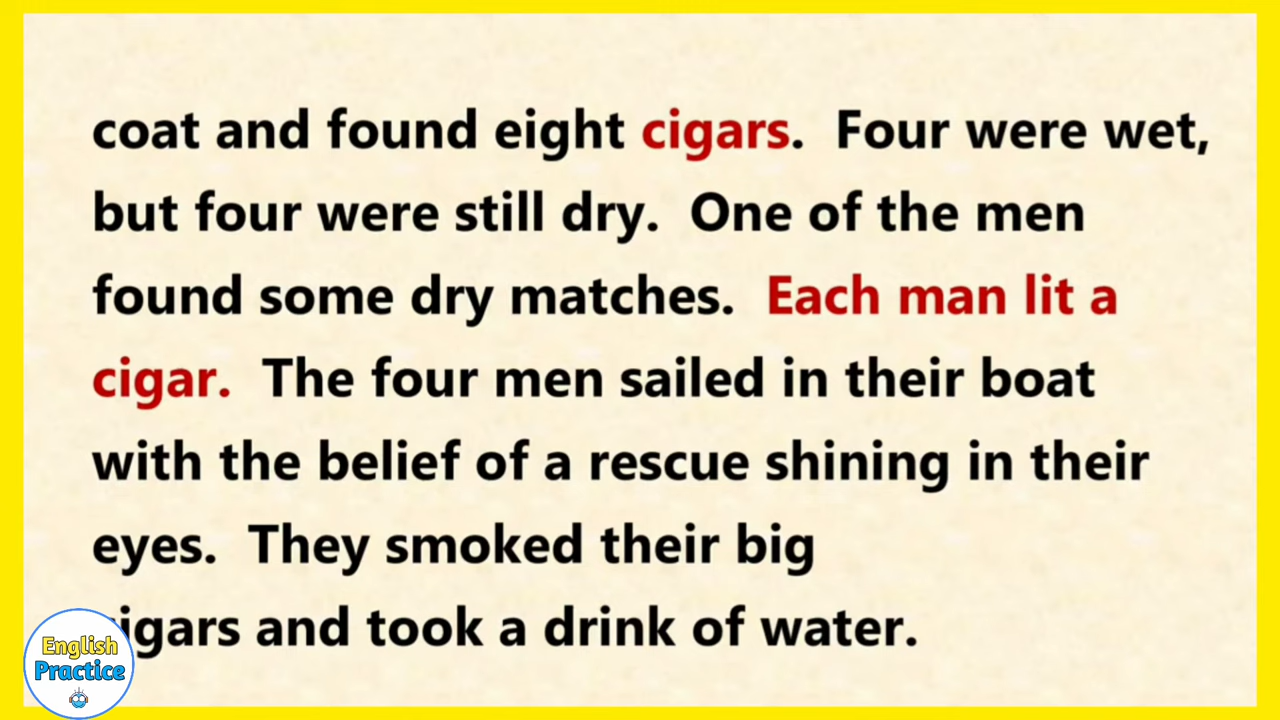 coat and found eight cigars. Four were wet,
but four were still dry. One of the men
found some dry matches. Each man lit a
cigar. The four men sailed in their boat
with the belief of a rescue shining in their
eyes. They smoked their big
cigars and took a drink of water.
English
Practice